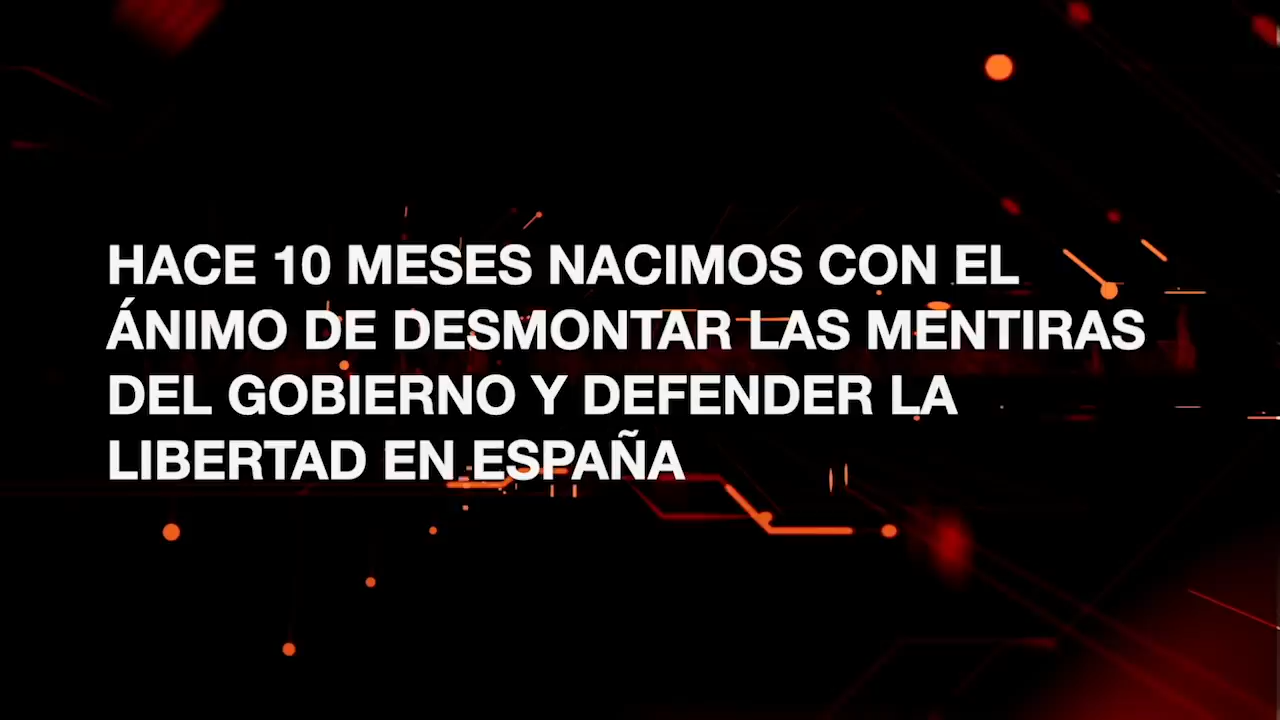 HACE 10 MESES NACIMOS CON EL
ÁNIMO DE DESMONTAR LAS MENTIRAS
DEL GOBIERNO Y DEFENDER LA
LIBERTAD EN ESPAÑA